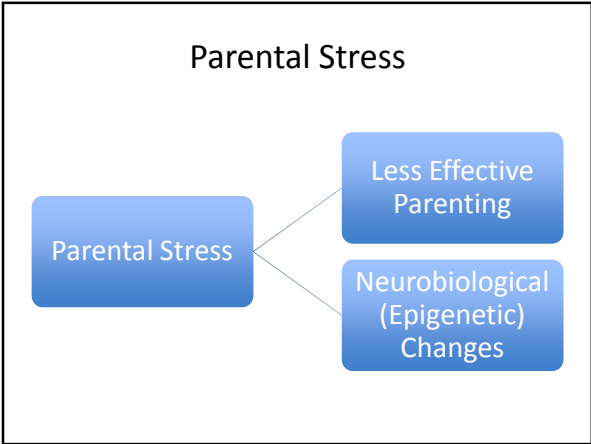 Parental Stress
Parental Stress
Less Effective
Parenting
Neurobiological
(Epigenetic)
Changes